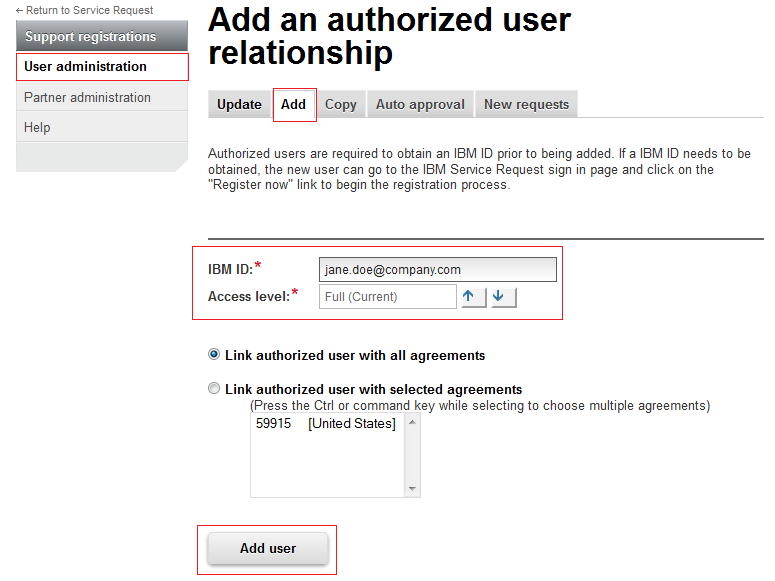 ← Return to Service Request
Support registrations
User administration
Partner administration
Help
Add an authorized user
relationship
Update
Add
Copy
Auto approval
New requests
Authorized users are required to obtain an IBM ID prior to being added. If a IBM ID needs to be
obtained, the new user can go to the IBM Service Request sign in page and click on the
"Register now" link to begin the registration process.
IBM ID:* jane.doe@company.com
Access level:* Full (Current)
Link authorized user with all agreements
Link authorized user with selected agreements
(Press the Ctrl or command key while selecting to choose multiple agreements)
59915 [United States]
Add user